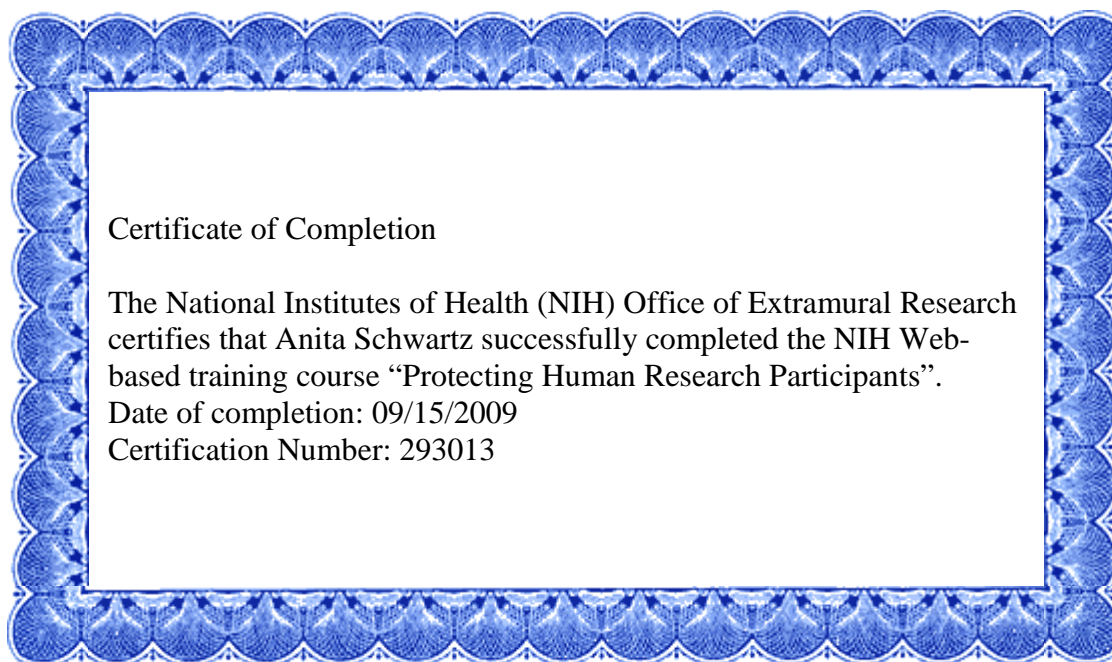 Certificate of Completion
The National Institutes of Health (NIH) Office of Extramural Research
certifies that Anita Schwartz successfully completed the NIH Web-
based training course “Protecting Human Research Participants”.
Date of completion: 09/15/2009
Certification Number: 293013